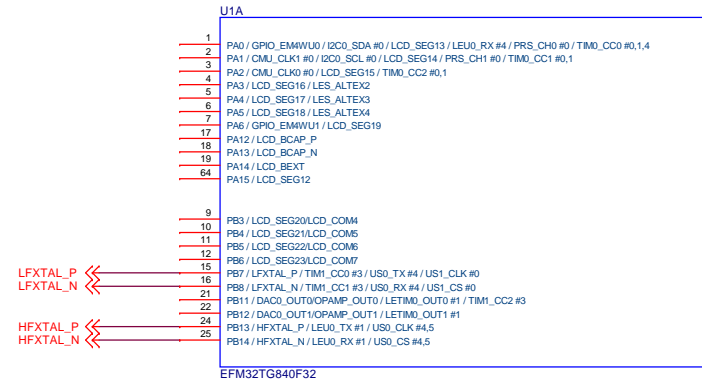 U1A
1 PA0 / GPIO_EM4WU0 / I2C0_SDA #0 / LCD_SEG13 / LEU0_RX #4 / PRS_CH0 #0 / TIM0_CC0 #0,1,4
2 PA1 / CMU_CLK1 #0 / I2C0_SCL #0 / LCD_SEG14 / PRS_CH1 #0 / TIM0_CC1 #0,1
3 PA2 / CMU_CLK0 #0 / LCD_SEG15 / TIM0_CC2 #0,1
4 PA3 / LCD_SEG16 / LES_ALTEX2
5 PA4 / LCD_SEG17 / LES_ALTEX3
6 PA5 / LCD_SEG18 / LES_ALTEX4
7 PA6 / GPIO_EM4WU1 / LCD_SEG19
17 PA12 / LCD_BCAP_P
18 PA13 / LCD_BCAP_N
19 PA14 / LCD_BEXT
64 PA15 / LCD_SEG12
9 PB3 / LCD_SEG20/LCD_COM4
10 PB4 / LCD_SEG21/LCD_COM5
11 PB5 / LCD_SEG22/LCD_COM6
12 PB6 / LCD_SEG23/LCD_COM7
LFXTAL_P 15 PB7 / LFXTAL_P / TIM1_CC0 #3 / US0_TX #4 / US1_CLK #0
LFXTAL_N 16 PB8 / LFXTAL_N / TIM1_CC1 #3 / US0_RX #4 / US1_CS #0
21 PB11 / DAC0_OUT0/OPAMP_OUT0 / LETIM0_OUT0 #1 / TIM1_CC2 #3
22 PB12 / DAC0_OUT1/OPAMP_OUT1 / LETIM0_OUT1 #1
HFXTAL_P 24 PB13 / HFXTAL_P / LEU0_TX #1 / US0_CLK #4,5
HFXTAL_N 25 PB14 / HFXTAL_N / LEU0_RX #1 / US0_CS #4,5
EFM32TG840F32